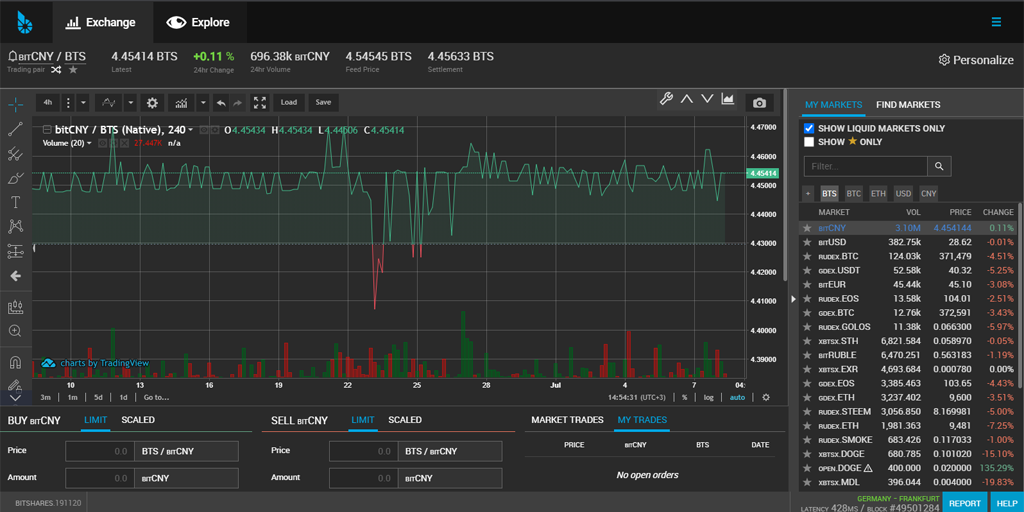 Exchange
Explore
BITCNY / BTS
Trading pair
4.45414 BTS
Latest
+0.11 %
24hr Change
696.38k BITCNY
24hr Volume
4.54545 BTS
Feed Price
4.45633 BTS
Settlement
Personalize
4h
Load
Save
bitCNY / BTS (Native), 240
O4.45434 H4.45434 L4.44606 C4.45414
Volume (20)
27.447K n/a
4.47000
4.46000
4.45414
4.45000
4.44000
4.43000
4.42000
4.41000
4.40000
4.39000
charts by TradingView
10 13 16 19 22 25 28 Jul 4 7 04:
3m 1m 5d 1d Go to...
14:54:31 (UTC+3) % log auto
MY MARKETS FIND MARKETS
SHOW LIQUID MARKETS ONLY
SHOW ★ ONLY
Filter...
+ BTS BTC ETH USD CNY
MARKET VOL PRICE CHANGE
BITCNY 3.10M 4.454144 0.11%
BITUSD 382.75k 28.62 -0.01%
RUDEX.BTC 124.03k 371,479 -4.51%
GDEX.USDT 52.58k 40.32 -5.25%
BITEUR 45.44k 45.10 -3.08%
RUDEX.EOS 13.58k 104.01 -2.51%
GDEX.BTC 12.76k 372,591 -3.43%
RUDEX.GOLOS 11.38k 0.066300 -5.97%
XBTSX.STH 6,821.584 0.058970 -0.05%
BITRUBLE 6,470.251 0.563183 -1.19%
XBTSX.EXR 4,693.684 0.000780 0.00%
GDEX.EOS 3,385.463 103.65 -4.43%
GDEX.ETH 3,237.402 9,600 -3.51%
RUDEX.STEEM 3,056.850 8.169981 -5.00%
RUDEX.ETH 1,981.363 9,481 -7.25%
RUDEX.SMOKE 683.426 0.117033 -1.00%
XBTSX.DOGE 680.785 0.101020 -15.10%
OPEN.DOGE 400.000 0.020000 135.29%
XBTSX.MDL 396.044 0.004000 -19.83%
BUY BITCNY LIMIT SCALED
Price 0.0 BTS / BITCNY
Amount 0.0 BITCNY
SELL BITCNY LIMIT SCALED
Price 0.0 BTS / BITCNY
Amount 0.0 BITCNY
MARKET TRADES MY TRADES
PRICE BITCNY BTS DATE
No open orders
BITSHARES.191120
GERMANY – FRANKFURT
LATENCY 428MS / BLOCK #49501284
REPORT
HELP